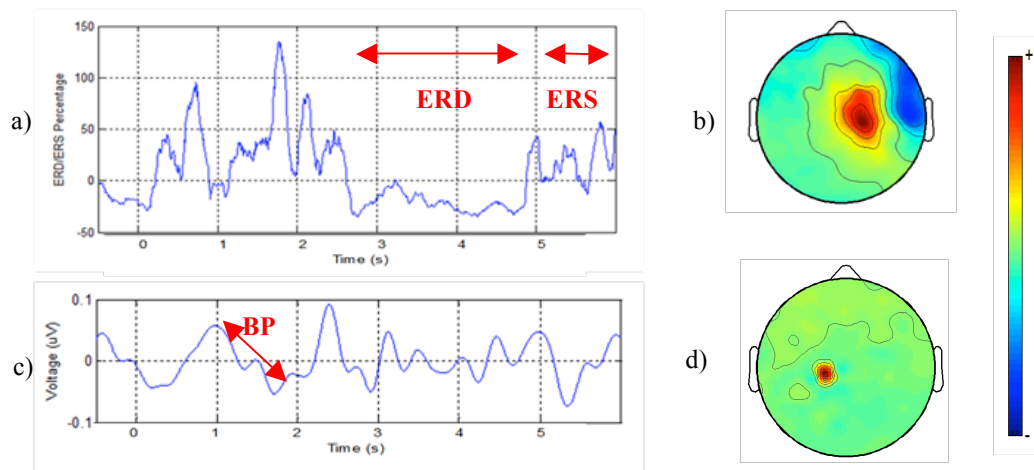 a)
ERD/ERS Percentage
150
100
50
0
-50
ERD
ERS
0 1 2 3 4 5
Time (s)
b)
+
-
c)
Voltage (uV)
0.1
0
-0.1
BP
0 1 2 3 4 5
Time (s)
d)